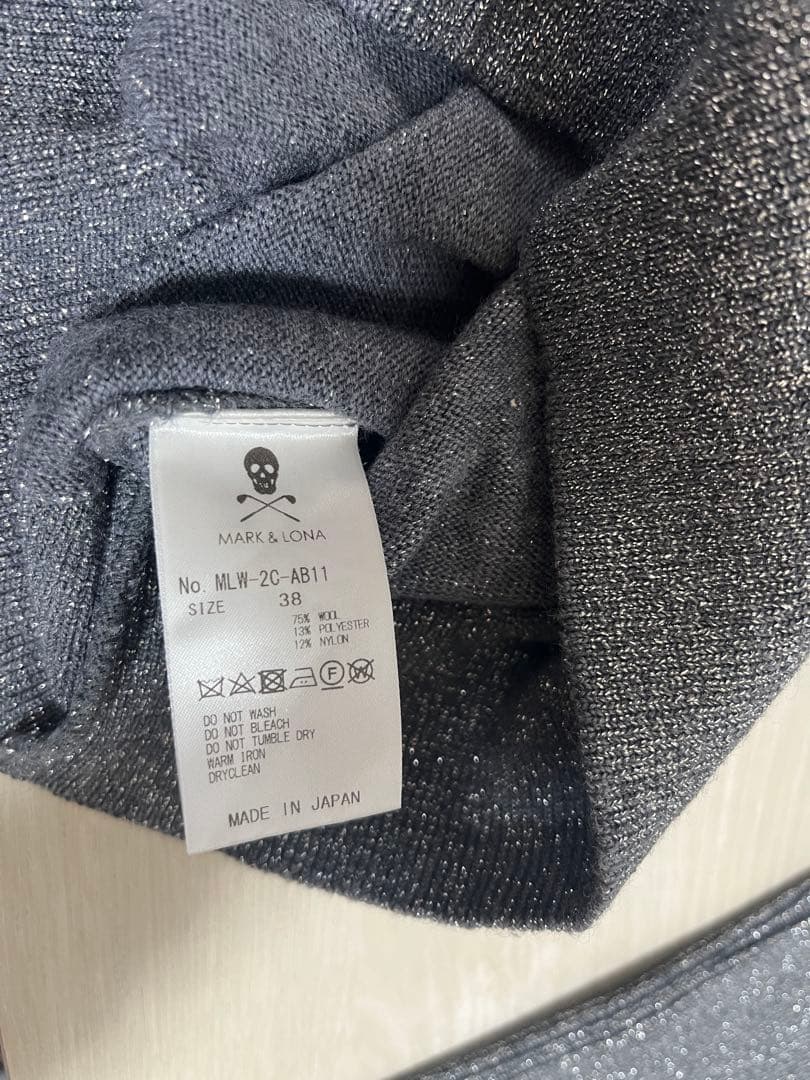 MARK & LONA
No. MLW-2C-AB11
SIZE 38
75% WOOL
13% POLYESTER
12% NYLON
F W
DO NOT WASH
DO NOT BLEACH
DO NOT TUMBLE DRY
WARM IRON
DRYCLEAN
MADE IN JAPAN